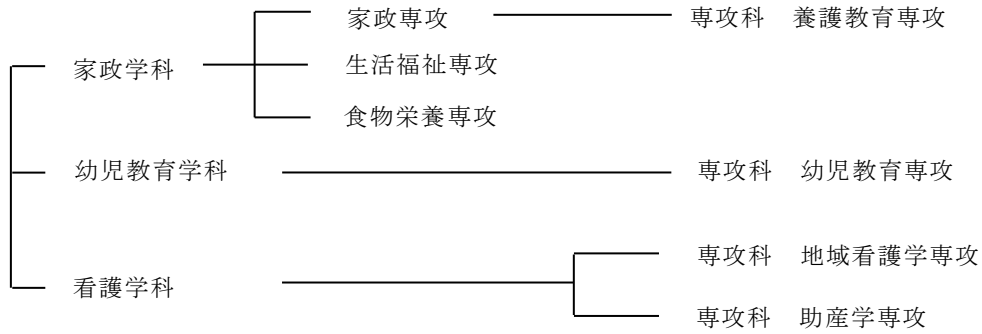 家政専攻 専攻科 養護教育専攻
家政学科 生活福祉専攻
食物栄養専攻
幼児教育学科 専攻科 幼児教育専攻
専攻科 地域看護学専攻
看護学科
専攻科 助産学専攻